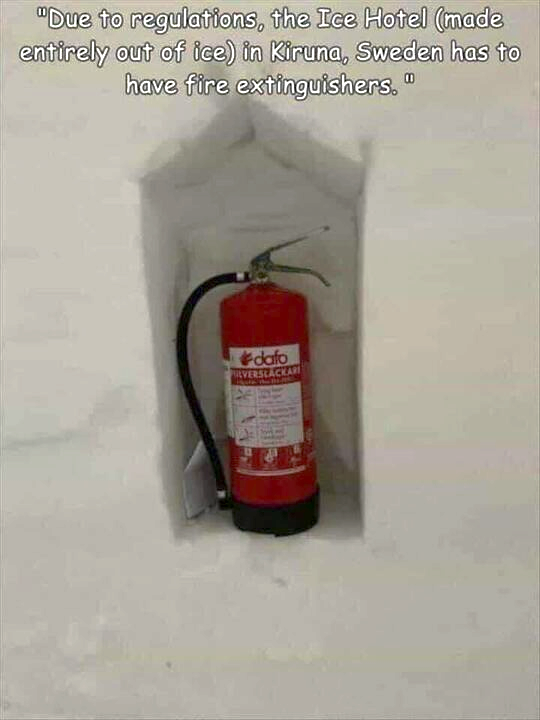 "Due to regulations, the Ice Hotel (made
entirely out of ice) in Kiruna, Sweden has to
have fire extinguishers."
dafo
PULVERSLÄCKARE